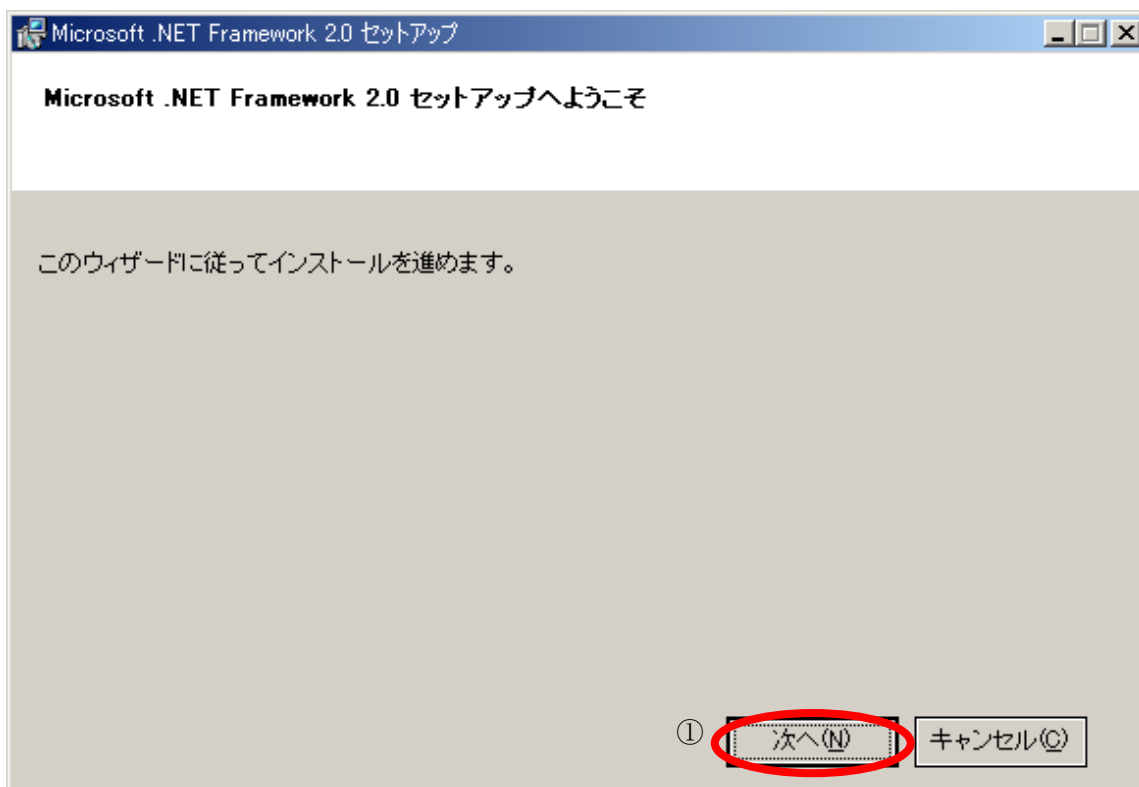 Microsoft .NET Framework 2.0 セットアップ
Microsoft .NET Framework 2.0 セットアップへようこそ
このウィザードに従ってインストールを進めます。
① 次へ(N) キャンセル(C)